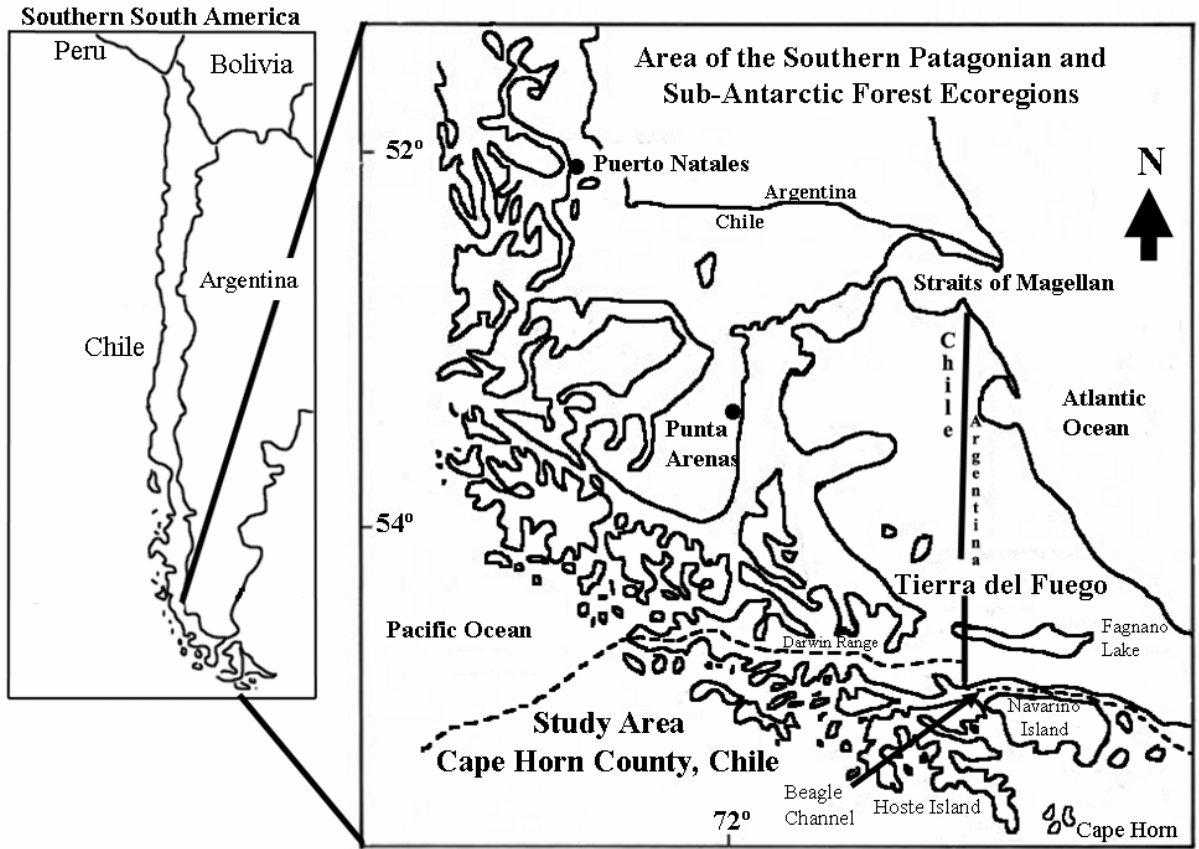 Southern South America
Peru
Bolivia
Argentina
Chile
Area of the Southern Patagonian and
Sub-Antarctic Forest Ecoregions
52º
Puerto Natales
N
Argentina
Chile
Straits of Magellan
Chile
Argentina
Atlantic
Ocean
Punta
Arenas
54º
Tierra del Fuego
Pacific Ocean
Darwin Range
Fagnano
Lake
Study Area
Cape Horn County, Chile
Navarino
Island
Beagle
Channel
Hoste Island
72º
Cape Horn